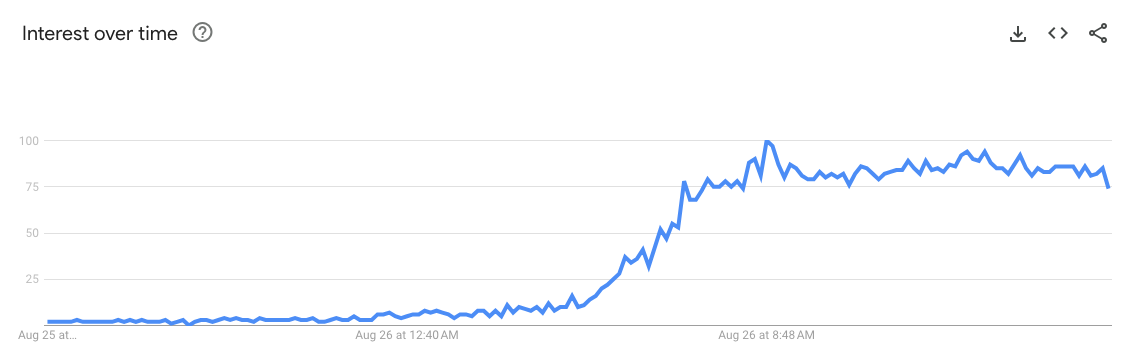 Interest over time
100
75
50
25
Aug 25 at…
Aug 26 at 12:40 AM
Aug 26 at 8:48 AM